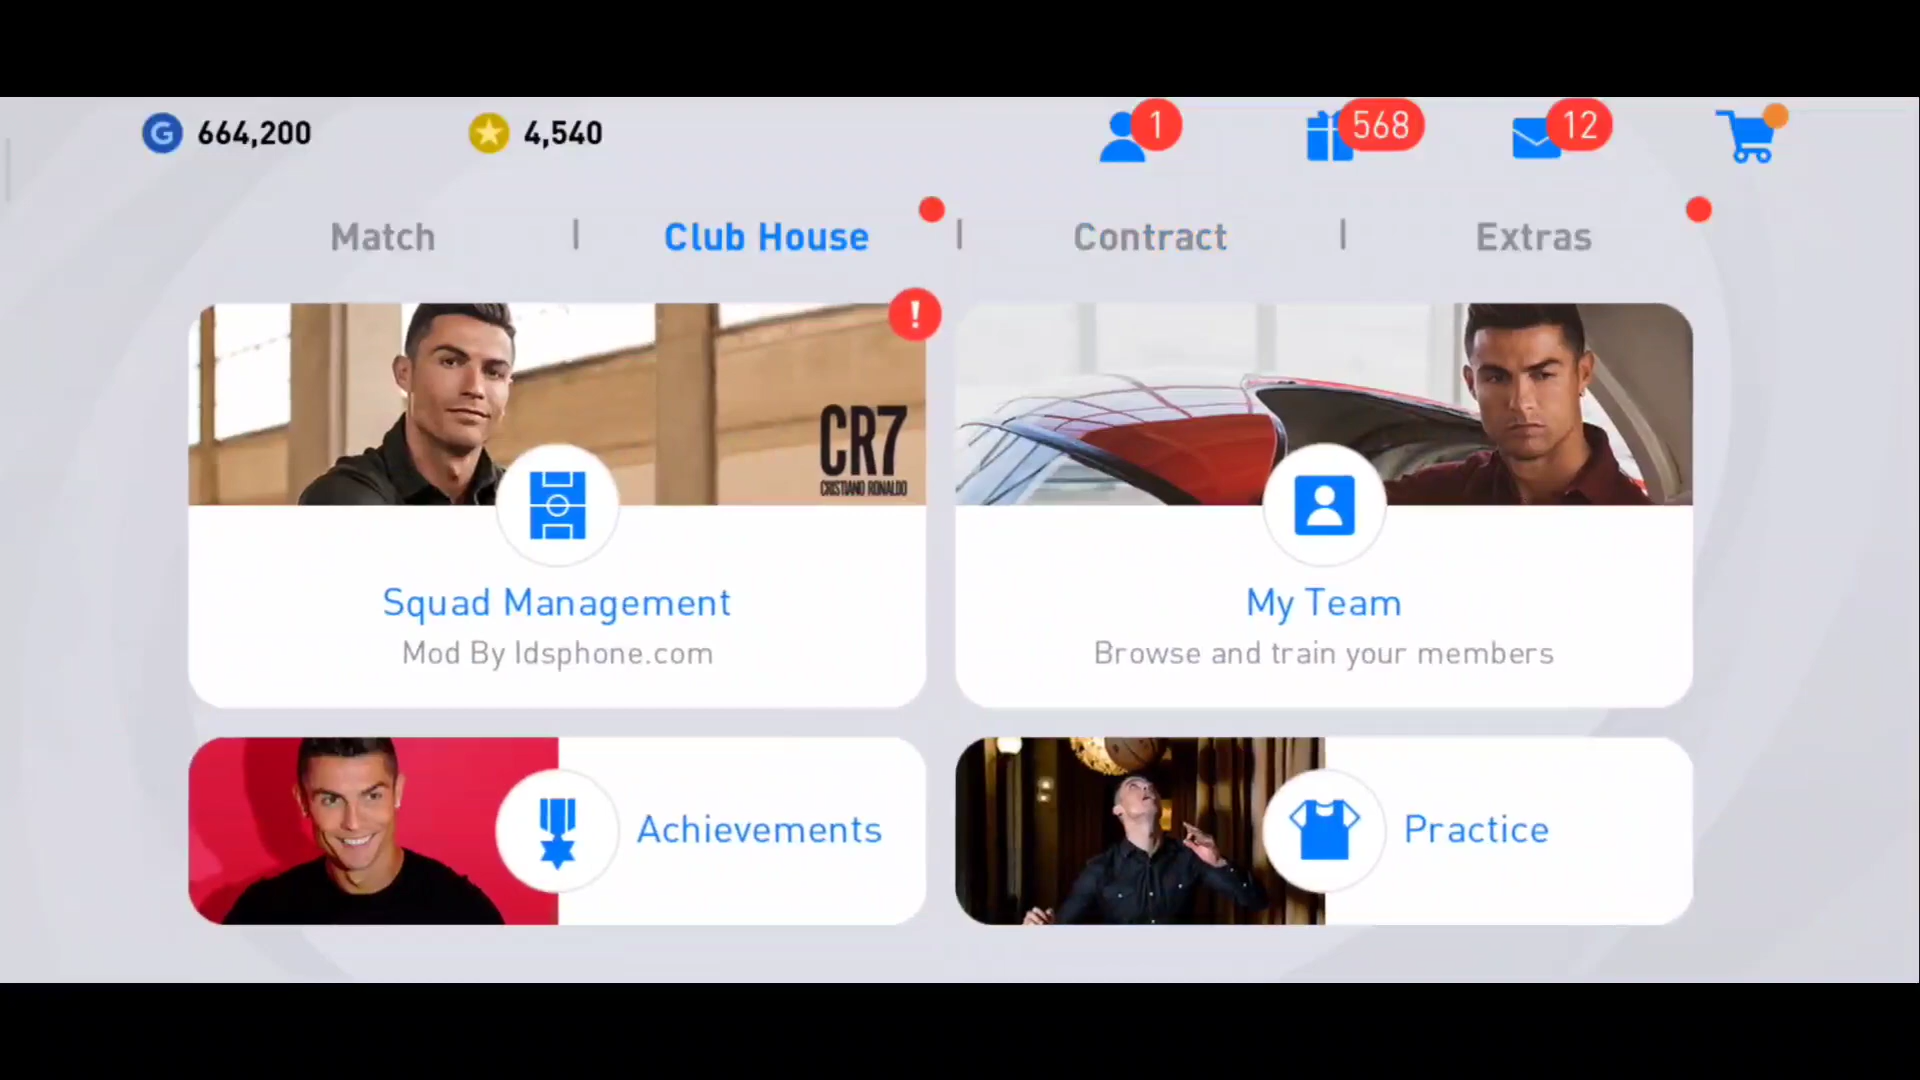 G 664,200
4,540
1
568
12
Match | Club House | Contract | Extras
!
CR7
CRISTIANO RONALDO
Squad Management
Mod By Idsphone.com
My Team
Browse and train your members
Achievements
Practice